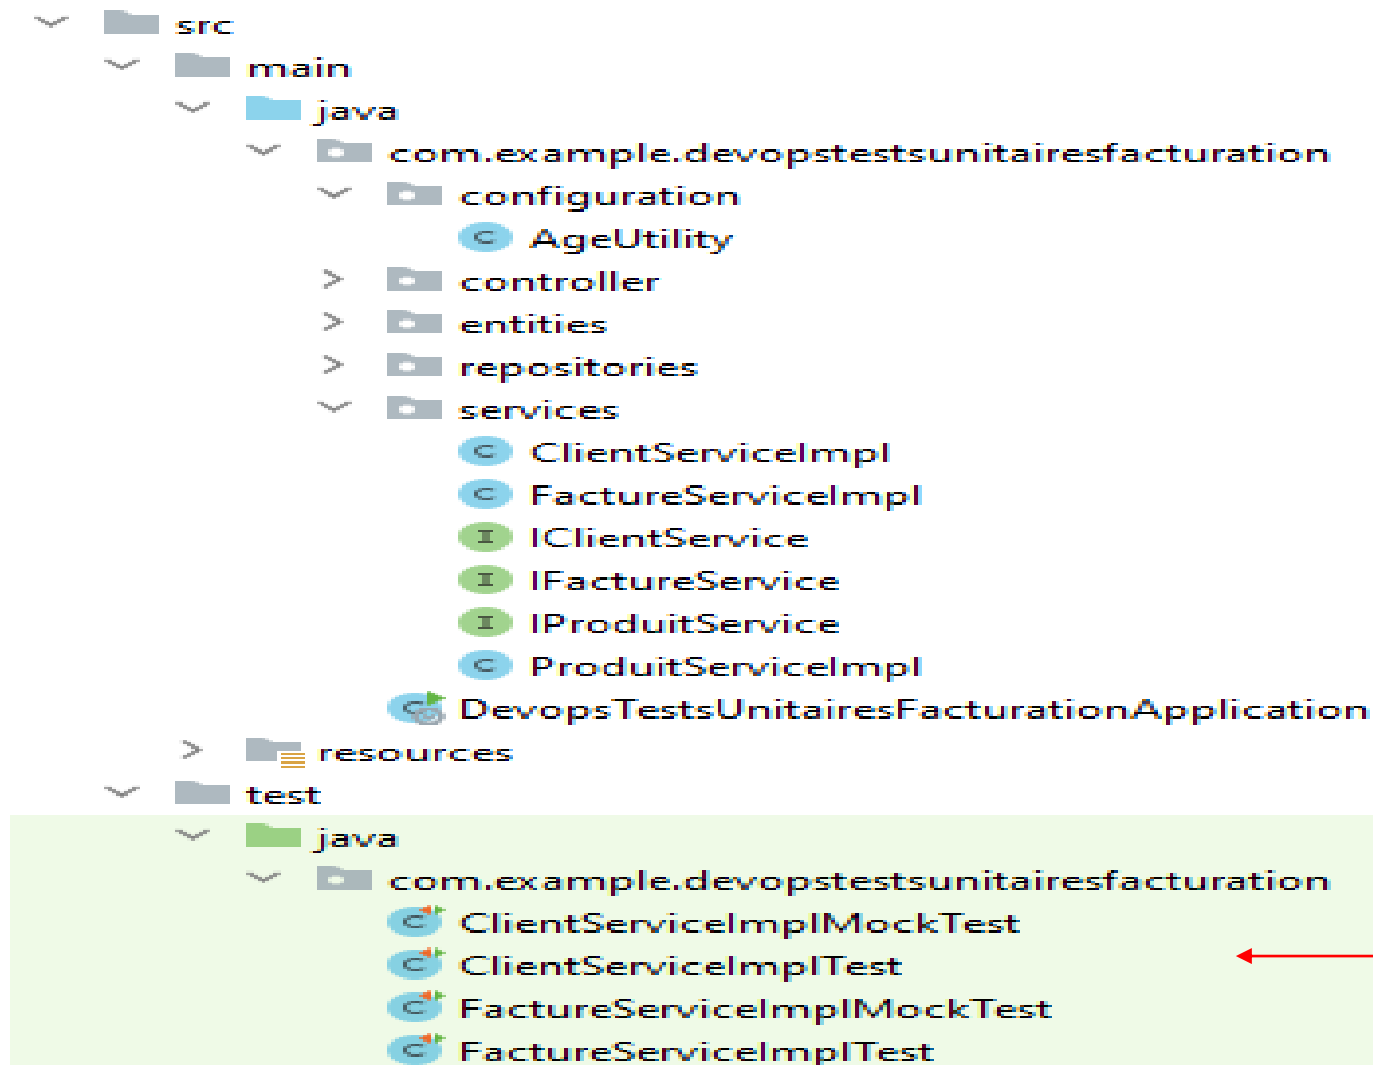 src
main
java
com.example.devopstestsunitairesfacturation
configuration
C AgeUtility
controller
entities
repositories
services
C ClientServiceImpl
C FactureServiceImpl
I IClientService
I IFactureService
I IProduitService
C ProduitServiceImpl
C DevopsTestsUnitairesFacturationApplication
resources
test
java
com.example.devopstestsunitairesfacturation
C ClientServiceImplMockTest
C ClientServiceImplTest
C FactureServiceImplMockTest
C FactureServiceImplTest